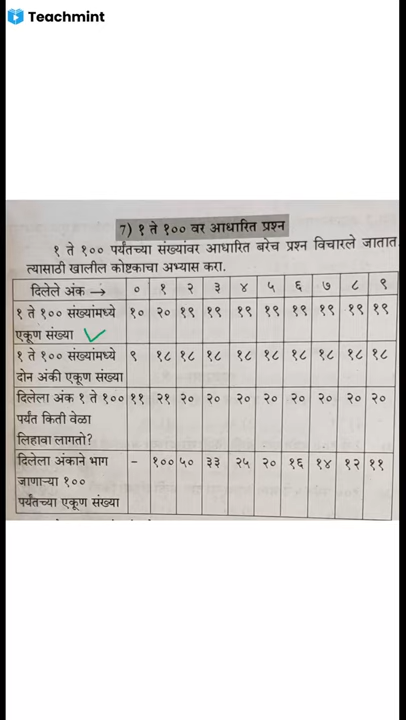 Teachmint
7) १ ते १०० वर आधारित प्रश्न
१ ते १०० पर्यंतच्या संख्यांवर आधारित बरेच प्रश्न विचारले जातात.
त्यासाठी खालील कोष्टकाचा अभ्यास करा.
दिलेले अंक → ० १ २ ३ ४ ५ ६ ७ ८ ९
१ ते १०० संख्यांमध्ये १० २० १९ १९ १९ १९ १९ १९ १९ १९
एकूण संख्या
१ ते १०० संख्यांमध्ये ९ १८ १८ १८ १८ १८ १८ १८ १८ १८
दोन अंकी एकूण संख्या
दिलेला अंक १ ते १०० ११ २१ २० २० २० २० २० २० २० २०
पर्यंत किती वेळा
लिहावा लागतो?
दिलेला अंकाने भाग – १०० ५० ३३ २५ २० १६ १४ १२ ११
जाणाऱ्या १००
पर्यंतच्या एकूण संख्या